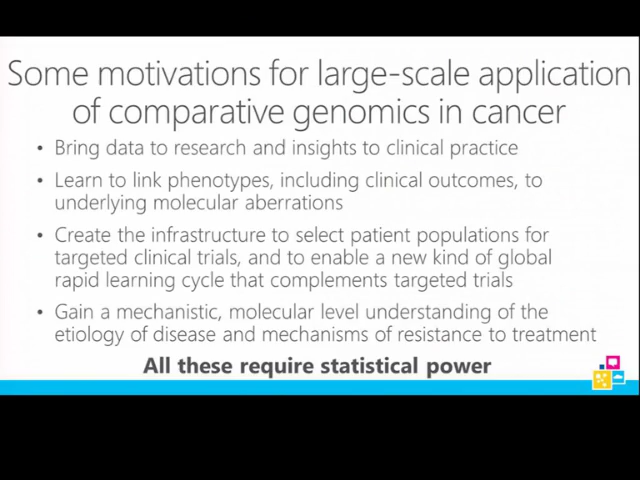 Some motivations for large-scale application
of comparative genomics in cancer
• Bring data to research and insights to clinical practice
• Learn to link phenotypes, including clinical outcomes, to
underlying molecular aberrations
• Create the infrastructure to select patient populations for
targeted clinical trials, and to enable a new kind of global
rapid learning cycle that complements targeted trials
• Gain a mechanistic, molecular level understanding of the
etiology of disease and mechanisms of resistance to treatment
All these require statistical power